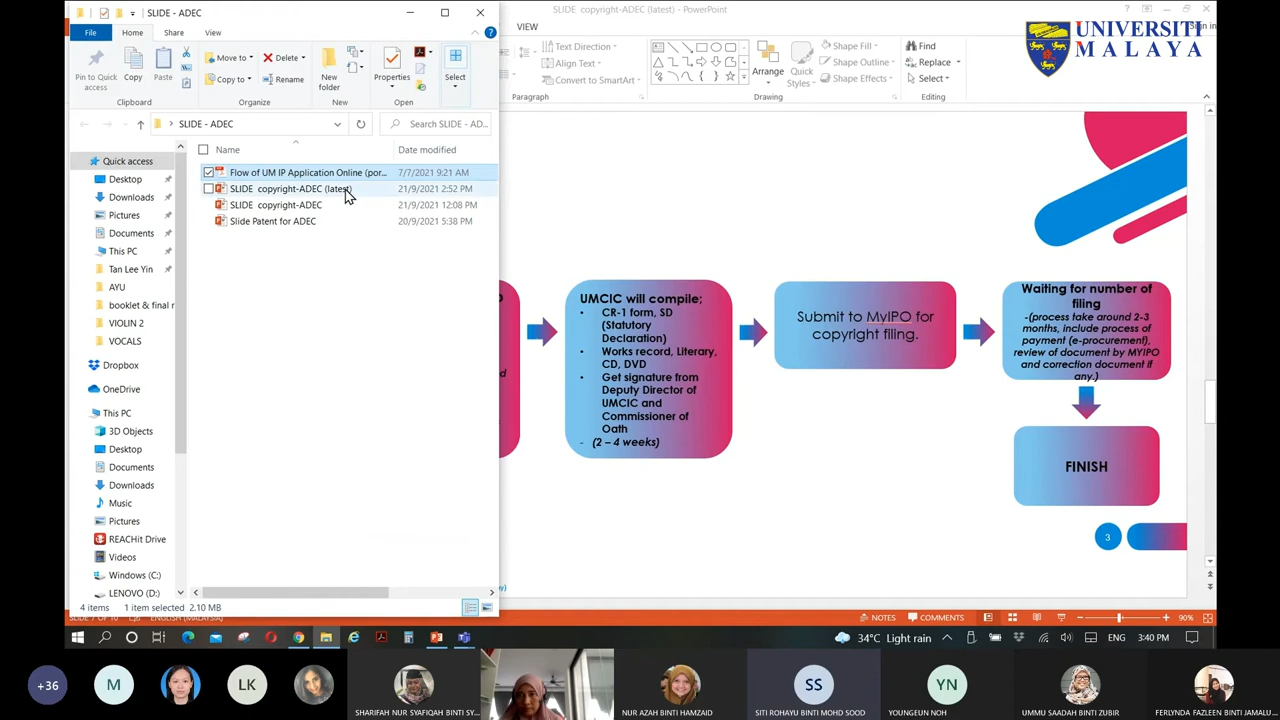 SLIDE - ADEC
SLIDE copyright-ADEC (latest) - PowerPoint
Sign in
UNIVERSITI
MALAYA
File
Home
Share
View
VIEW
Pin to Quick
access
Copy
Paste
Move to
Copy to
Delete
Rename
New
folder
Properties
Select
Clipboard
Organize
New
Open
Text Direction
Align Text
Convert to SmartArt
Paragraph
Arrange
Quick
Styles
Shape Fill
Shape Outline
Shape Effects
Drawing
Find
Replace
Select
Editing
SLIDE - ADEC
Search SLIDE - AD...
Name
Date modified
Flow of UM IP Application Online (por...
7/7/2021 9:21 AM
SLIDE copyright-ADEC (latest)
21/9/2021 2:52 PM
SLIDE copyright-ADEC
21/9/2021 12:08 PM
Slide Patent for ADEC
20/9/2021 5:38 PM
Quick access
Desktop
Downloads
Pictures
Documents
This PC
Tan Lee Yin
AYU
booklet & final r
VIOLIN 2
VOCALS
Dropbox
OneDrive
This PC
3D Objects
Desktop
Documents
Downloads
Music
Pictures
REACHit Drive
Videos
Windows (C:)
LENOVO (D:)
4 items
1 item selected 2.10 MB
UMCIC will compile;
• CR-1 form, SD
(Statutory
Declaration)
• Works record, Literary,
CD, DVD
• Get signature from
Deputy Director of
UMCIC and
Commissioner of
Oath
- (2 – 4 weeks)
Submit to MyIPO for
copyright filing.
Waiting for number of
filing
-(process take around 2-3
months, include process of
payment (e-procurement),
review of document by MYIPO
and correction document if
any.)
FINISH
3
SLIDE 7 OF 10
ENGLISH (MALAYSIA)
NOTES
COMMENTS
90%
34°C Light rain
ENG
3:40 PM
+36
M
LK
SHARIFAH NUR SYAFIQAH BINTI SY...
NUR AZAH BINTI HAMZAID
SS
SITI ROHAYU BINTI MOHD SOOD
YN
YOUNGEUN NOH
UMMU SAADAH BINTI ZUBIR
FERLYNDA FAZLEEN BINTI JAMALU...